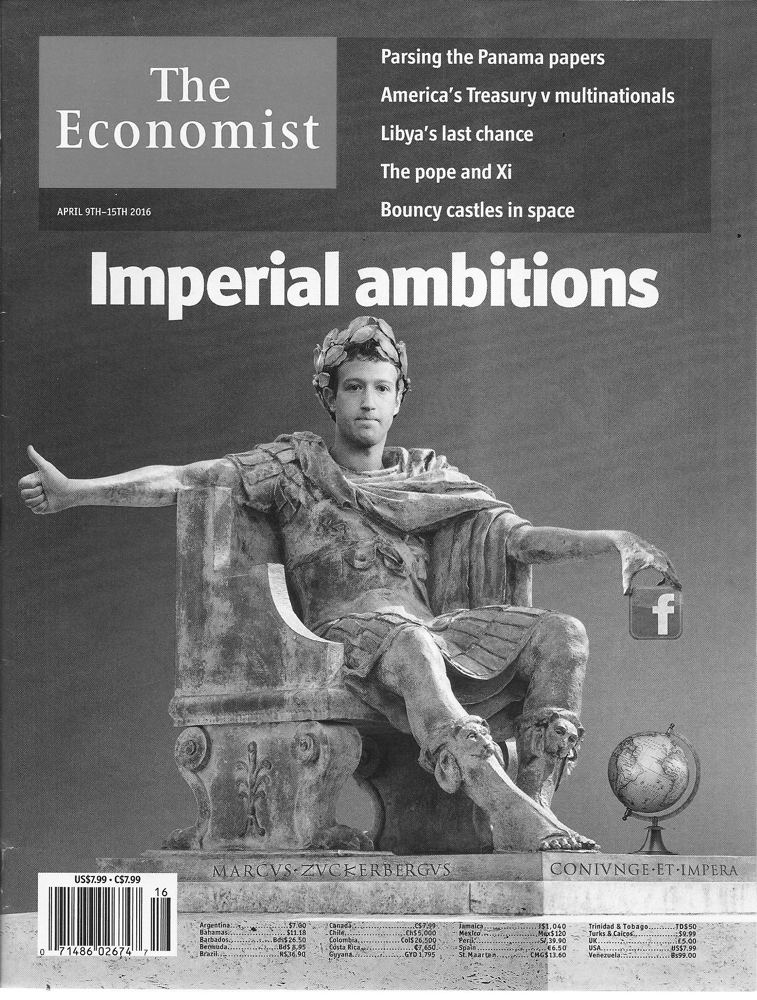 The
Economist
APRIL 9TH–15TH 2016
Parsing the Panama papers
America's Treasury v multinationals
Libya's last chance
The pope and Xi
Bouncy castles in space
Imperial ambitions
f
MARCVS·ZVCKERBERGVS
CONIVNGE·ET·IMPERA
US$7.99 · C$7.99
16
0 71486 02674 7
Argentina..............$7.00
Bahamas..............$11.18
Barbados..............Bds$26.50
Bermuda..............Bd$ 8.95
Brazil..............R$36.90
Canada..............C$7.99
Chile..............Ch$5,000
Colombia..............Col$26,500
Costa Rica..............₡7,650
Guyana..............GYD 1,795
Jamaica..............J$1,040
Mexico..............Mex$120
Peru..............S/.39.90
Spain..............€6.50
St.Maarten..............CMG$13.60
Trinidad & Tobago..............TD$50
Turks & Caicos..............$9.99
UK..............£5.00
USA..............US$7.99
Venezuela..............Bs99.00